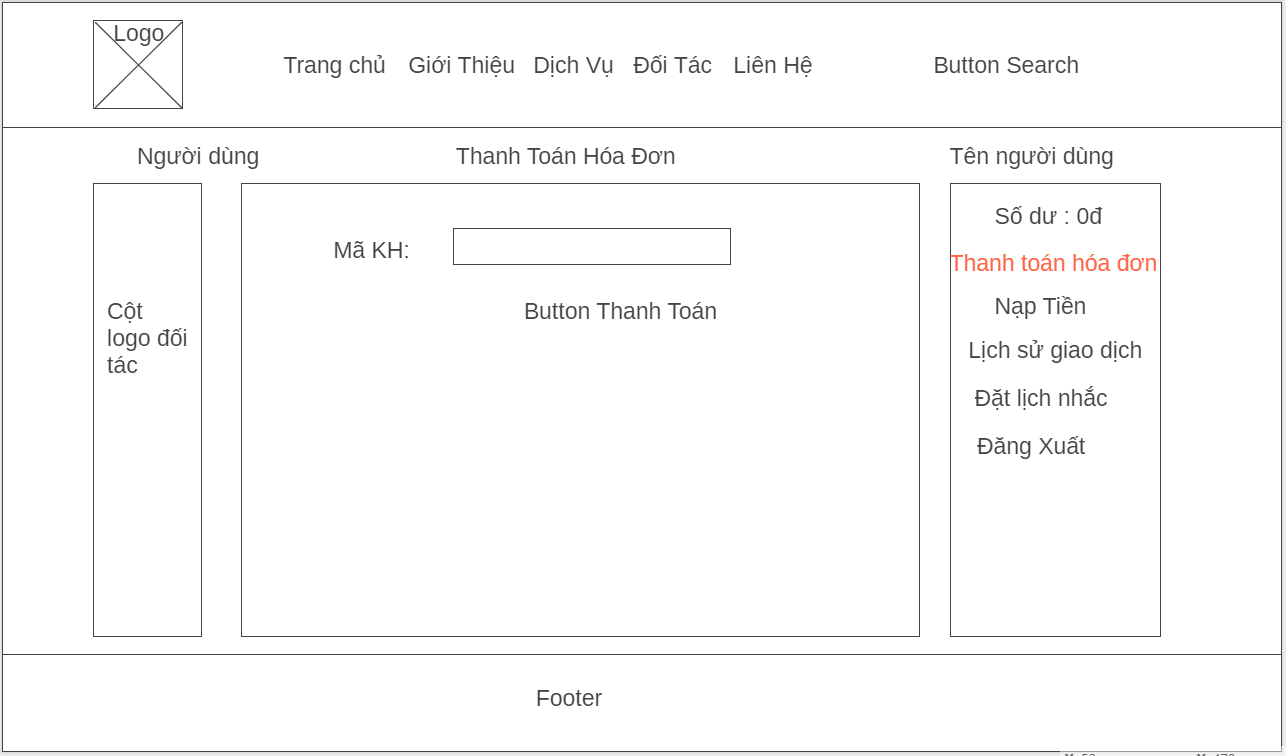 Logo
Trang chủ Giới Thiệu Dịch Vụ Đối Tác Liên Hệ Button Search
Người dùng Thanh Toán Hóa Đơn Tên người dùng
Cột
logo đối
tác
Mã KH:
Button Thanh Toán
Số dư : 0đ
Thanh toán hóa đơn
Nạp Tiền
Lịch sử giao dịch
Đặt lịch nhắc
Đăng Xuất
Footer